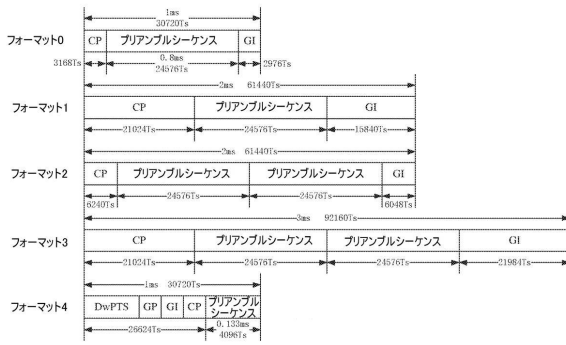 1ms
30720Ts
フォーマット0
CP プリアンブルシーケンス GI
3168Ts 0.8ms 2976Ts
24576Ts
2ms 61440Ts
フォーマット1
CP プリアンブルシーケンス GI
21024Ts 24576Ts 15840Ts
2ms 61440Ts
フォーマット2
CP プリアンブルシーケンス プリアンブルシーケンス GI
6240Ts 24576Ts 24576Ts 6048Ts
3ms 92160Ts
フォーマット3
CP プリアンブルシーケンス プリアンブルシーケンス GI
21024Ts 24576Ts 24576Ts 21984Ts
1ms 30720Ts
フォーマット4
DwPTS GP GI CP プリアンブル
シーケンス
26624Ts 0.133ms
4096Ts